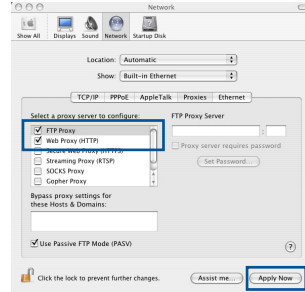 Network
Show All Displays Sound Network Startup Disk
Location: Automatic
Show: Built-in Ethernet
TCP/IP PPPoE AppleTalk Proxies Ethernet
Select a proxy server to configure: FTP Proxy Server
FTP Proxy
Web Proxy (HTTP) :
Secure Web Proxy (HTTPS) Proxy server requires password
Streaming Proxy (RTSP) Set Password...
SOCKS Proxy
Gopher Proxy
Bypass proxy settings for
these Hosts & Domains:
Use Passive FTP Mode (PASV) ?
Click the lock to prevent further changes. Assist me... Apply Now